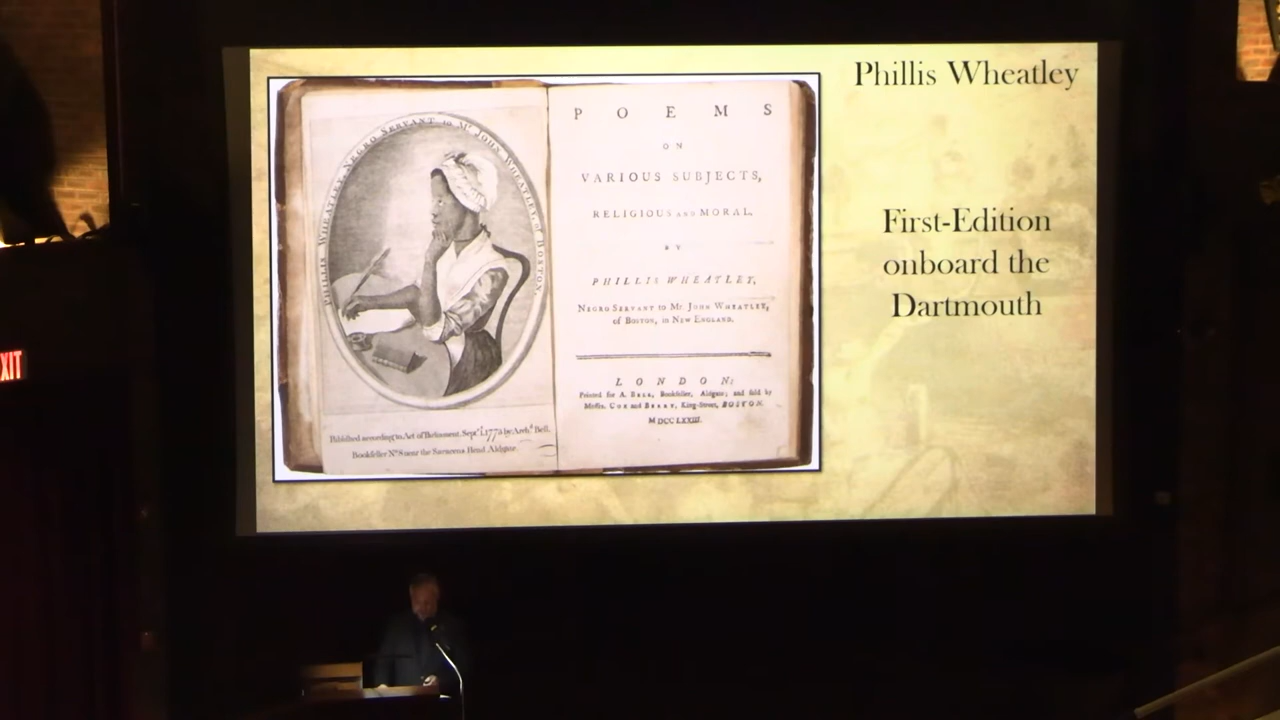 Phillis Wheatley
First-Edition
onboard the
Dartmouth
PHILLIS WHEATLEY, NEGRO SERVANT to Mr. JOHN WHEATLEY, of BOSTON.
Published according to Act of Parliament, Sept.r 1, 1773 by Arch.d Bell,
Bookseller N.o 8 near the Saracens Head Aldgate.
POEMS
ON
VARIOUS SUBJECTS,
RELIGIOUS AND MORAL.
BY
PHILLIS WHEATLEY,
NEGRO SERVANT to Mr. JOHN WHEATLEY,
of BOSTON, in NEW ENGLAND.
LONDON:
Printed for A. BELL, Bookseller, Aldgate; and sold by
Messrs. COX and BERRY, King-Street, BOSTON.
MDCCLXXIII.
XIT